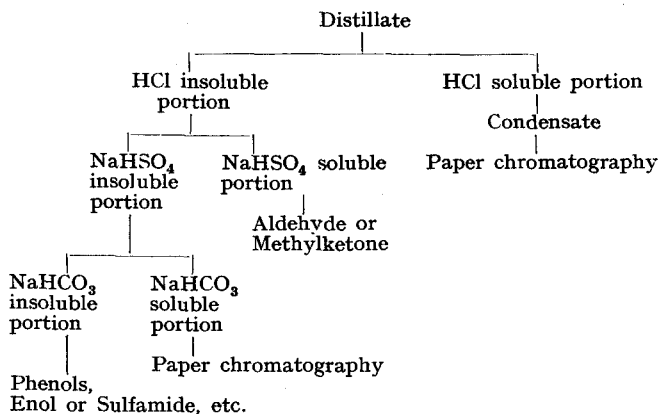 Distillate
HCl insoluble
portion
HCl soluble portion
Condensate
Paper chromatography
NaHSO₄
insoluble
portion
NaHSO₄ soluble
portion
Aldehyde or
Methylketone
NaHCO₃
insoluble
portion
NaHCO₃
soluble
portion
Paper chromatography
Phenols,
Enol or Sulfamide, etc.